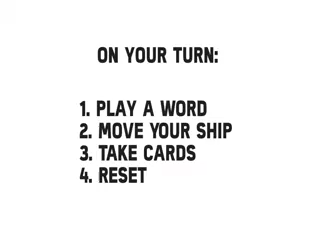 ON YOUR TURN:
1. PLAY A WORD
2. MOVE YOUR SHIP
3. TAKE CARDS
4. RESET